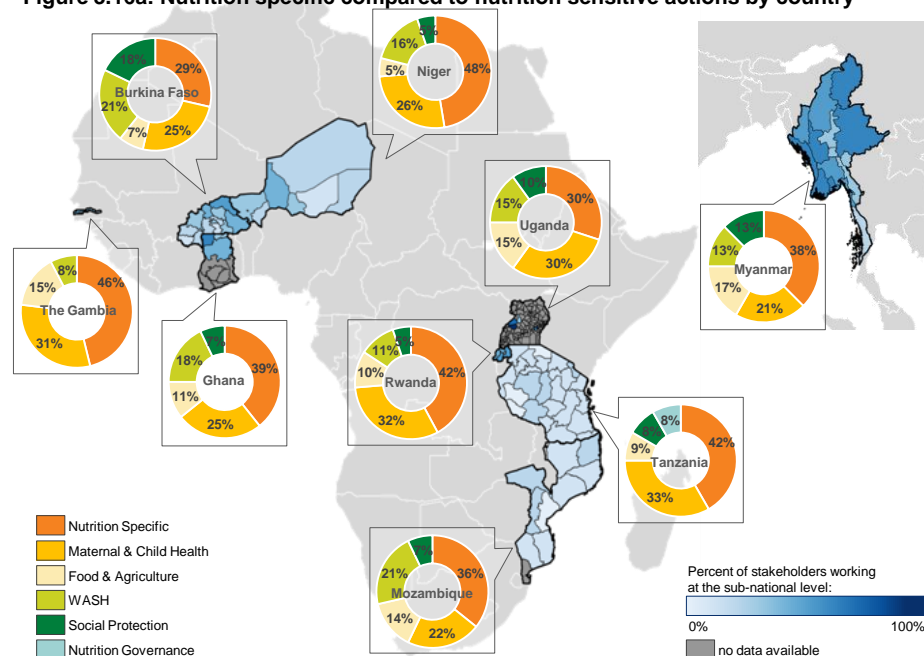 Figure 3.10a: Nutrition specific compared to nutrition sensitive actions by country
18%
29%
Burkina Faso
21%
7%
25%
5%
16%
Niger
48%
5%
26%
10%
30%
15%
Uganda
15%
30%
13%
38%
13%
Myanmar
17%
21%
8%
46%
15%
The Gambia
31%
7%
18%
39%
Ghana
11%
25%
5%
11%
10%
Rwanda
42%
32%
8%
8%
42%
9%
Tanzania
33%
7%
21%
36%
Mozambique
14%
22%
Nutrition Specific
Maternal & Child Health
Food & Agriculture
WASH
Social Protection
Nutrition Governance
Percent of stakeholders working
at the sub-national level:
0%
100%
no data available